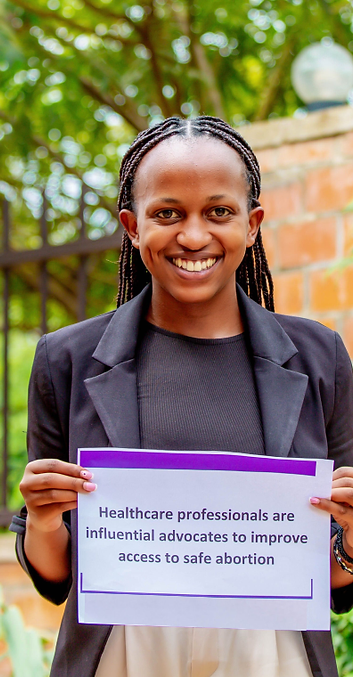 Healthcare professionals are
influential advocates to improve
access to safe abortion